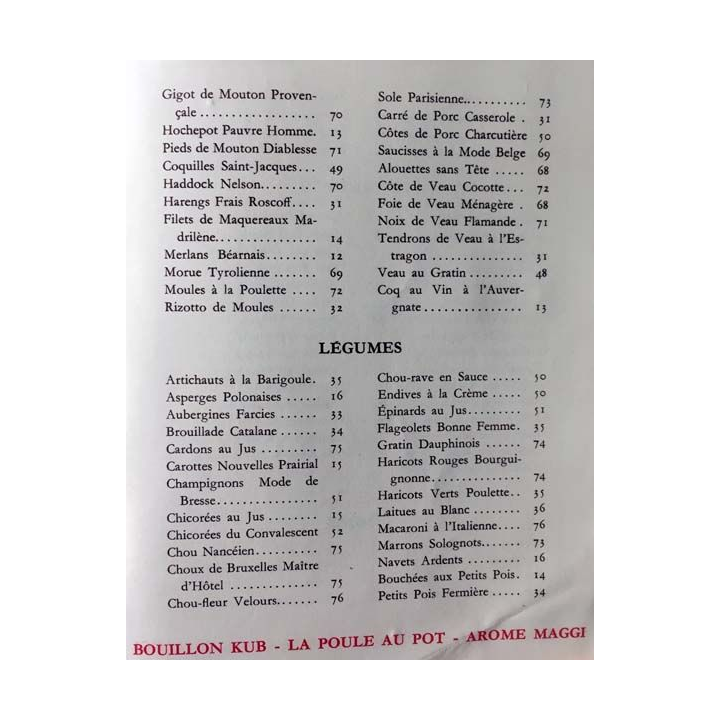 Gigot de Mouton Proven-
çale .................. 70
Hochepot Pauvre Homme. 13
Pieds de Mouton Diablesse 71
Coquilles Saint-Jacques... 49
Haddock Nelson......... 70
Harengs Frais Roscoff.... 31
Filets de Maquereaux Ma-
drilène................ 14
Merlans Béarnais........ 12
Morue Tyrolienne ....... 69
Moules à la Poulette .... 72
Rizotto de Moules ...... 32
Sole Parisienne.......... 73
Carré de Porc Casserole . 31
Côtes de Porc Charcutière 50
Saucisses à la Mode Belge 69
Alouettes sans Tête ..... 68
Côte de Veau Cocotte... 72
Foie de Veau Ménagère . 68
Noix de Veau Flamande . 71
Tendrons de Veau à l'Es-
tragon ............... 31
Veau au Gratin ......... 48
Coq au Vin à l'Auver-
gnate ................ 13
LÉGUMES
Artichauts à la Barigoule. 35
Asperges Polonaises ..... 16
Aubergines Farcies ...... 33
Brouillade Catalane ...... 34
Cardons au Jus ......... 75
Carottes Nouvelles Prairial 15
Champignons Mode de
Bresse................. 51
Chicorées au Jus ........ 15
Chicorées du Convalescent 52
Chou Nancéien.......... 75
Choux de Bruxelles Maître
d'Hôtel ............... 75
Chou-fleur Velours....... 76
Chou-rave en Sauce ..... 50
Endives à la Crème ..... 50
Épinards au Jus......... 51
Flageolets Bonne Femme. 35
Gratin Dauphinois ...... 74
Haricots Rouges Bourgui-
gnonne............... 74
Haricots Verts Poulette.. 35
Laitues au Blanc ........ 36
Macaroni à l'Italienne.... 76
Marrons Solognots....... 73
Navets Ardents ......... 16
Bouchées aux Petits Pois. 14
Petits Pois Fermière ..... 34
BOUILLON KUB - LA POULE AU POT - AROME MAGGI